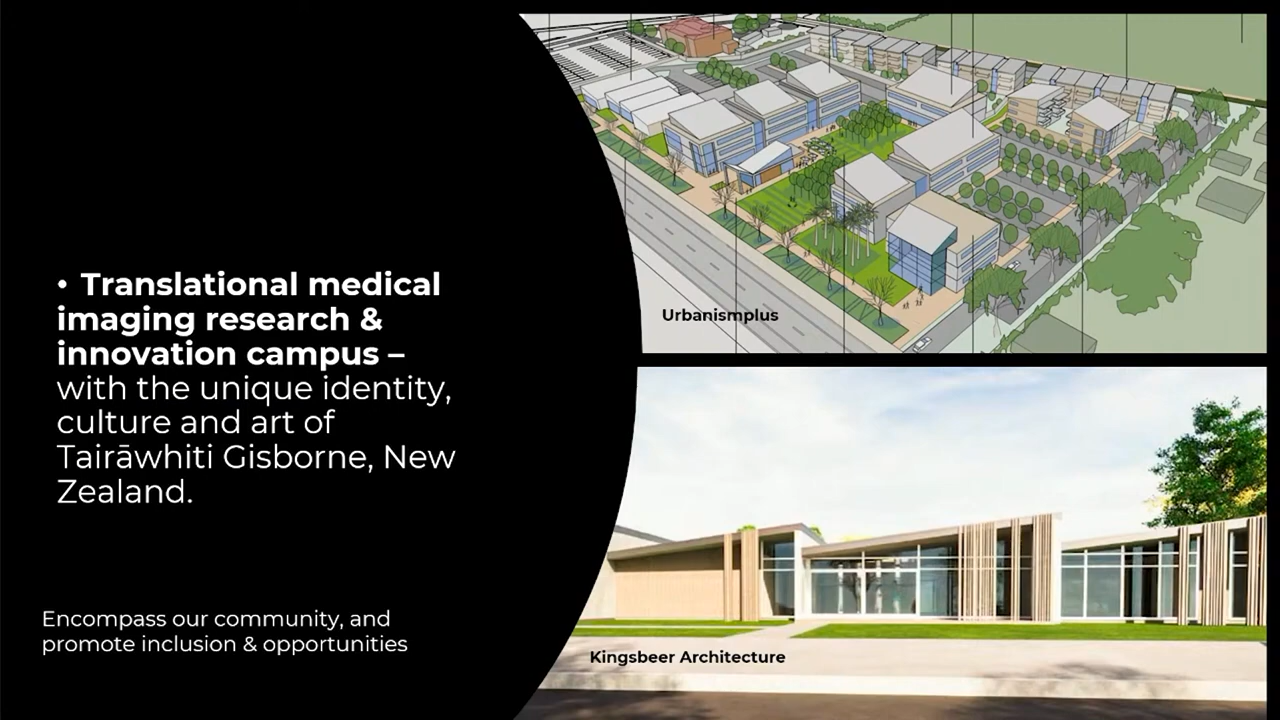 • Translational medical
imaging research &
innovation campus –
with the unique identity,
culture and art of
Tairāwhiti Gisborne, New
Zealand.
Encompass our community, and
promote inclusion & opportunities
Urbanismplus
Kingsbeer Architecture